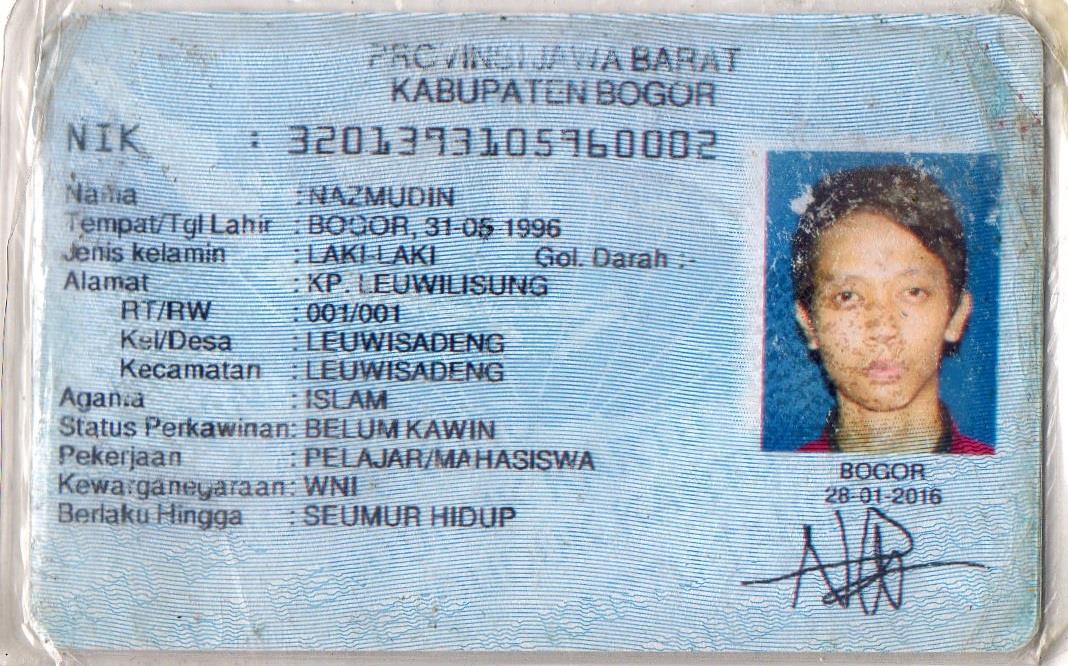 PROVINSI JAWA BARAT
KABUPATEN BOGOR
NIK : 3201393105960002
Nama : NAZMUDIN
Tempat/Tgl Lahir : BOGOR, 31-05-1996
Jenis kelamin : LAKI-LAKI Gol. Darah :-
Alamat : KP. LEUWILISUNG
RT/RW : 001/001
Kel/Desa : LEUWISADENG
Kecamatan : LEUWISADENG
Agama : ISLAM
Status Perkawinan: BELUM KAWIN
Pekerjaan : PELAJAR/MAHASISWA
Kewarganegaraan: WNI
Berlaku Hingga : SEUMUR HIDUP
BOGOR
28-01-2016